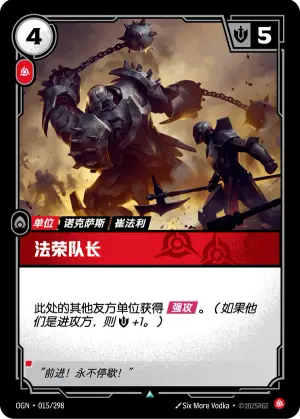 4
5
单位 诺克萨斯 崔法利
法荣队长
此处的其他友方单位获得 强攻 。（如果他
们是进攻方，则 +1。）
“前进！永不停歇！”
OGN • 015/298
Six More Vodka • ©2025RGI